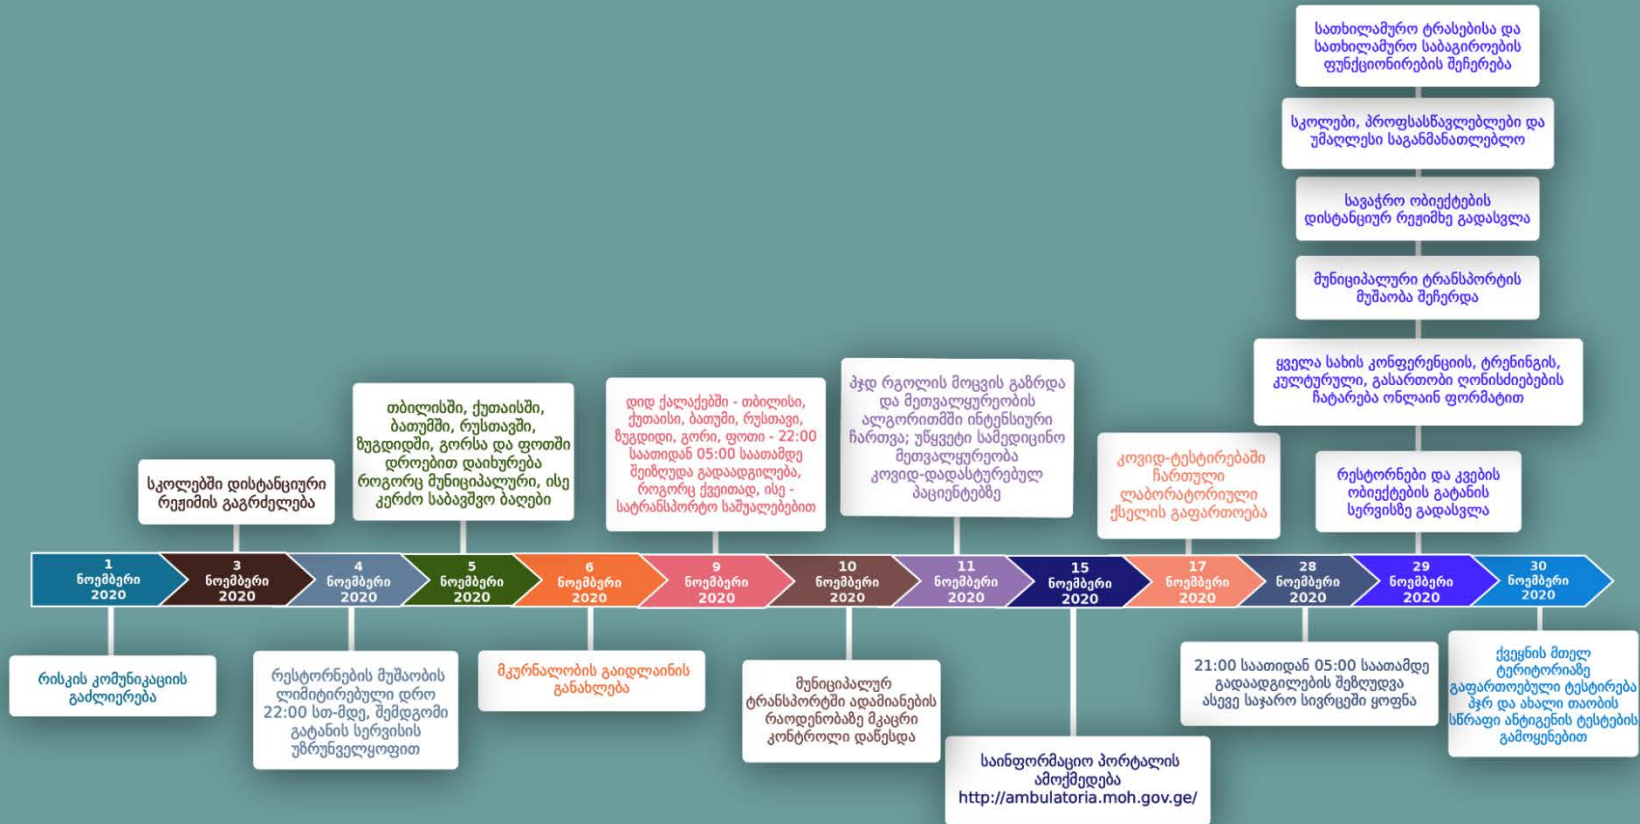 სათხილამურო ტრასებისა და
სათხილამურო საბაგიროების
ფუნქციონირების შეჩერება
სკოლები, პროფსასწავლებლები და
უმაღლესი საგანმანათლებლო
სავაჭრო ობიექტების
დისტანციურ რეჟიმხე გადასვლა
მუნიციპალური ტრანსპორტის
მუშაობა შეჩერდა
ყველა სახის კონფერენციის, ტრენინგის,
კულტურული, გასართობი ღონისძიებების
ჩატარება ონლაინ ფორმატით
რესტორნები და კვების
ობიექტების გატანის
სერვისზე გადასვლა
სკოლებში დისტანციური
რეჟიმის გაგრძელება
თბილისში, ქუთაისში,
ბათუმში, რუსთავში,
ზუგდიდში, გორსა და ფოთში
დროებით დაიხურება
როგორც მუნიციპალური, ისე
კერძო საბავშვო ბაღები
დიდ ქალაქებში - თბილისი,
ქუთაისი, ბათუმი, რუსთავი,
ზუგდიდი, გორი, ფოთი - 22:00
საათიდან 05:00 საათამდე
შეიზღუდა გადაადგილება,
როგორც ქვეითად, ისე -
სატრანსპორტო საშუალებებით
პჯდ რგოლის მოცვის გაზრდა
და მეთვალყურეობის
ალგორითმში ინტენსიური
ჩართვა; უწყვეტი სამედიცინო
მეთვალყურეობა
კოვიდ-დადასტურებულ
პაციენტებზე
კოვიდ-ტესტირებაში
ჩართული
ლაბორატორიული
ქსელის გაფართოება
1
ნოემბერი
2020
3
ნოემბერი
2020
4
ნოემბერი
2020
5
ნოემბერი
2020
6
ნოემბერი
2020
9
ნოემბერი
2020
10
ნოემბერი
2020
11
ნოემბერი
2020
15
ნოემბერი
2020
17
ნოემბერი
2020
28
ნოემბერი
2020
29
ნოემბერი
2020
30
ნოემბერი
2020
რისკის კომუნიკაციის
გაძლიერება
რესტორნების მუშაობის
ლიმიტირებული დრო
22:00 სთ-მდე, შემდგომი
გატანის სერვისის
უზრუნველყოფით
მკურნალობის გაიდლაინის
განახლება
მუნიციპალურ
ტრანსპორტში ადამიანების
რაოდენობაზე მკაცრი
კონტროლი დაწესდა
საინფორმაციო პორტალის
ამოქმედება
http://ambulatoria.moh.gov.ge/
21:00 საათიდან 05:00 საათამდე
გადაადგილების შეზღუდვა
ასევე საჯარო სივრცეში ყოფნა
ქვეყნის მთელ
ტერიტორიაზე
გაფართოებული ტესტირება
პჯრ და ახალი თაობის
სწრაფი ანტიგენის ტესტების
გამოყენებით